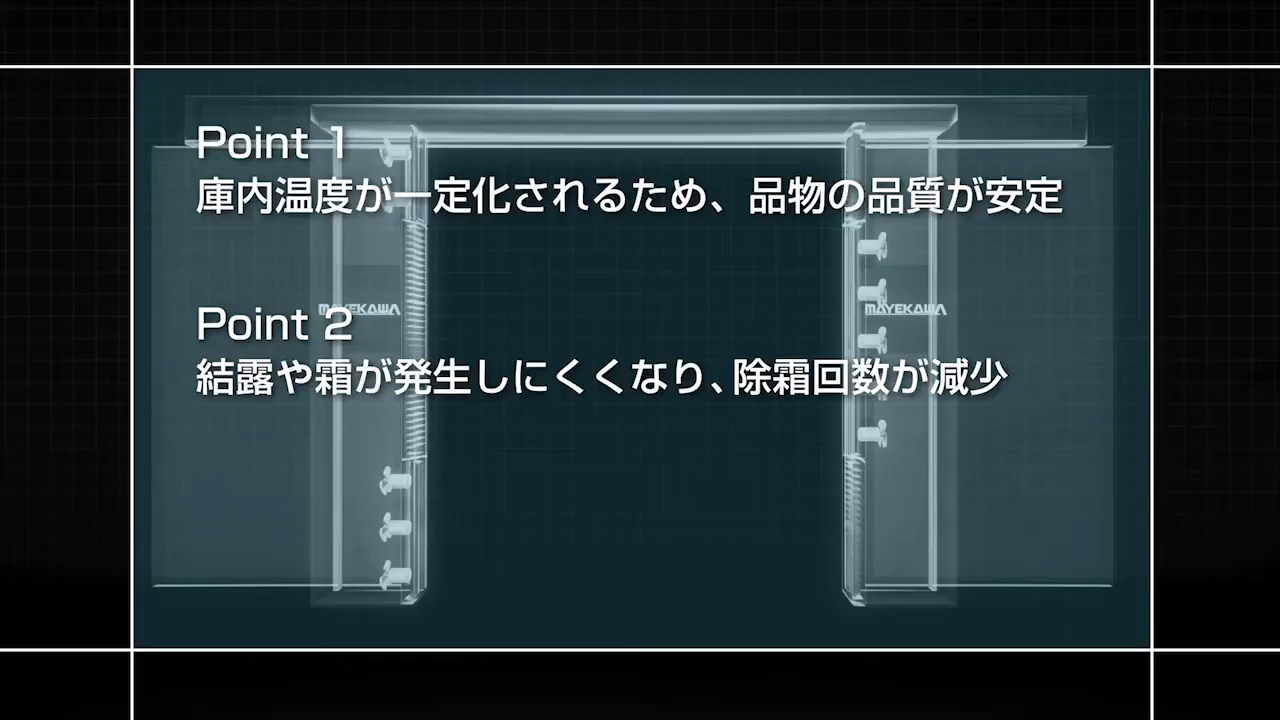 Point 1
庫内温度が一定化されるため、品物の品質が安定
MAYEKAWA
MAYEKAWA
Point 2
結露や霜が発生しにくくなり、除霜回数が減少